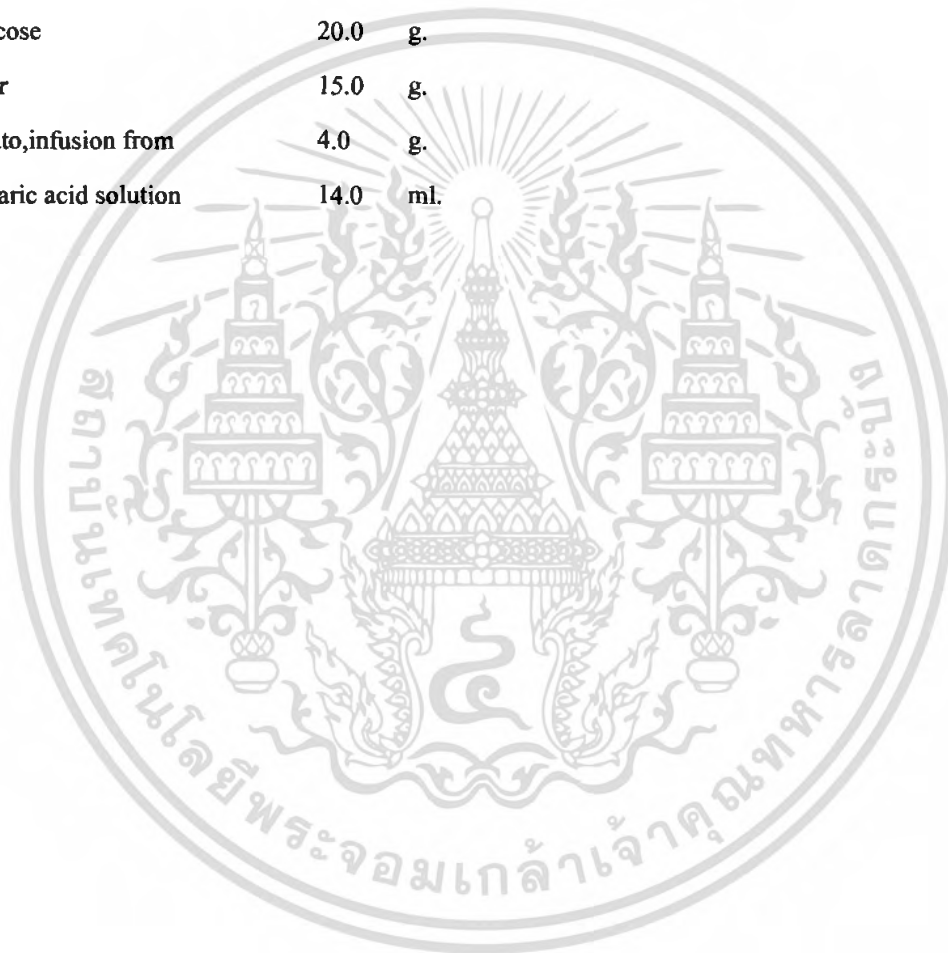 cose 20.0 g.
r 15.0 g.
ato,infusion from 4.0 g.
aric acid solution 14.0 ml.
๔
สถาบันเทคโนโลยีพระจอมเกล้าเจ้าคุณทหารลาดกระบัง